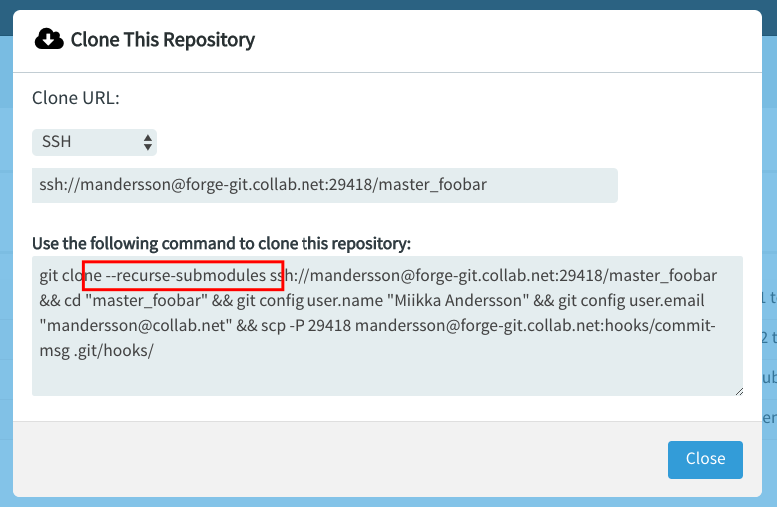 Clone This Repository
Clone URL:
SSH
ssh://mandersson@forge-git.collab.net:29418/master_foobar
Use the following command to clone this repository:
git clone --recurse-submodules ssh://mandersson@forge-git.collab.net:29418/master_foobar
&& cd "master_foobar" && git config user.name "Miikka Andersson" && git config user.email
"mandersson@collab.net" && scp -P 29418 mandersson@forge-git.collab.net:hooks/commit-
msg .git/hooks/
Close